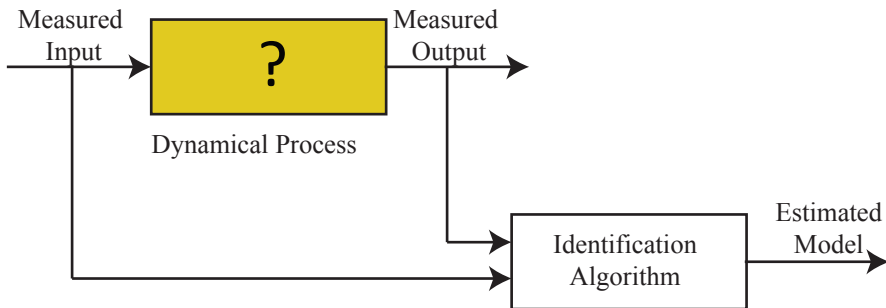 Measured
Input
?
Measured
Output
Dynamical Process
Identification
Algorithm
Estimated
Model